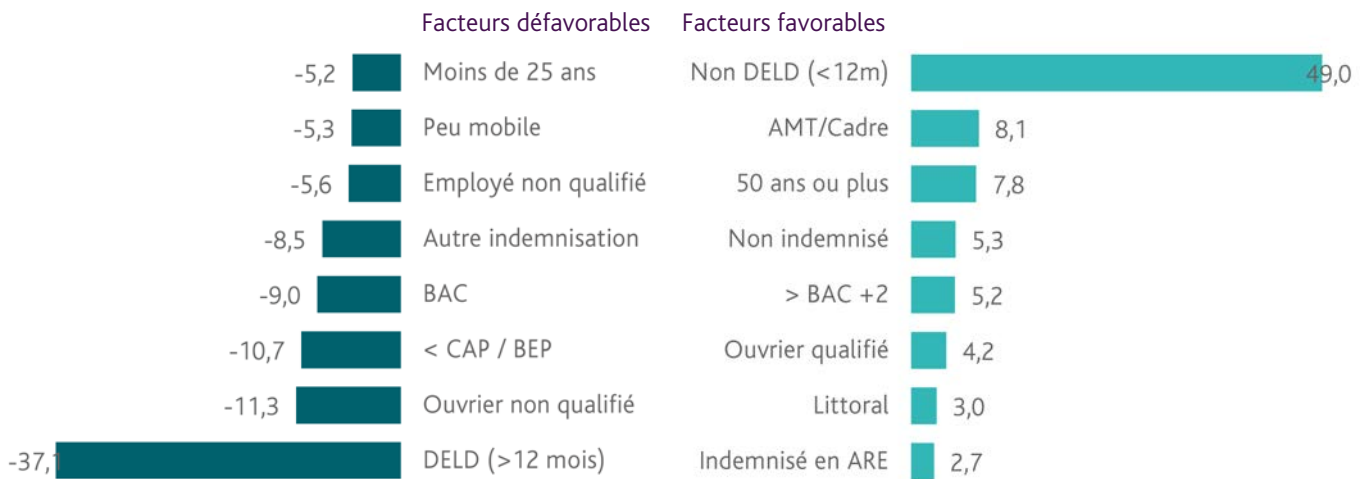 Facteurs défavorables Facteurs favorables
-5,2 Moins de 25 ans Non DELD (<12m) 49,0
-5,3 Peu mobile AMT/Cadre 8,1
-5,6 Employé non qualifié 50 ans ou plus 7,8
-8,5 Autre indemnisation Non indemnisé 5,3
-9,0 BAC > BAC +2 5,2
-10,7 < CAP / BEP Ouvrier qualifié 4,2
-11,3 Ouvrier non qualifié Littoral 3,0
-37,1 DELD (>12 mois) Indemnisé en ARE 2,7